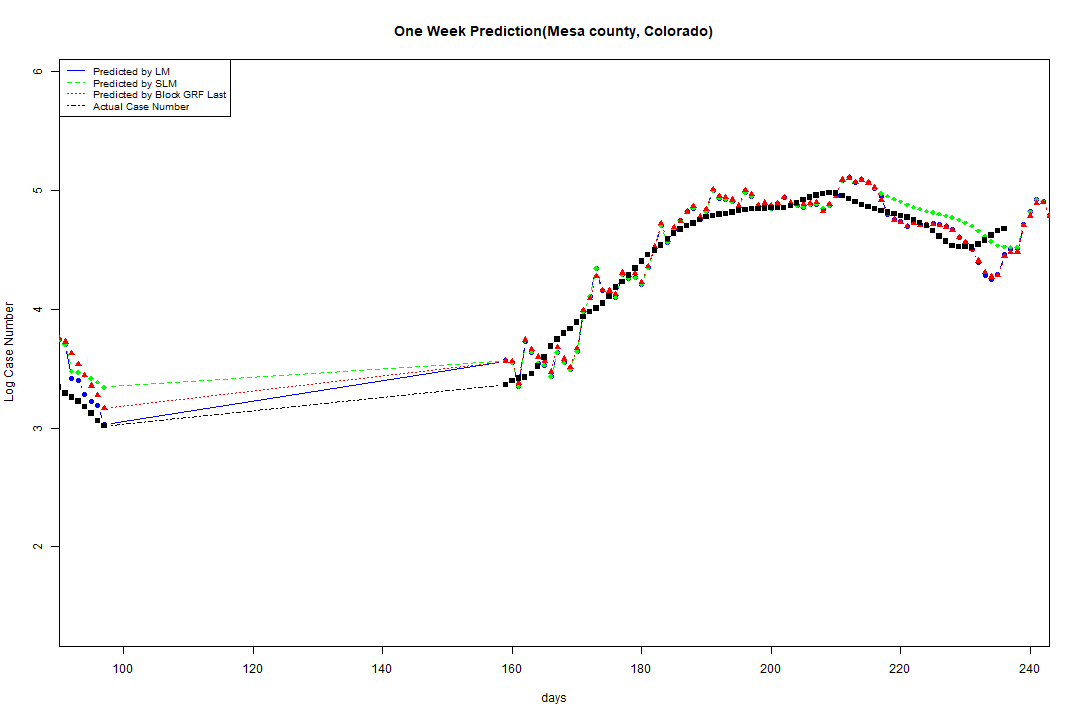 One Week Prediction(Mesa county, Colorado)
Predicted by LM
Predicted by SLM
Predicted by Block GRF Last
Actual Case Number
6
5
4
3
2
Log Case Number
100 120 140 160 180 200 220 240
days